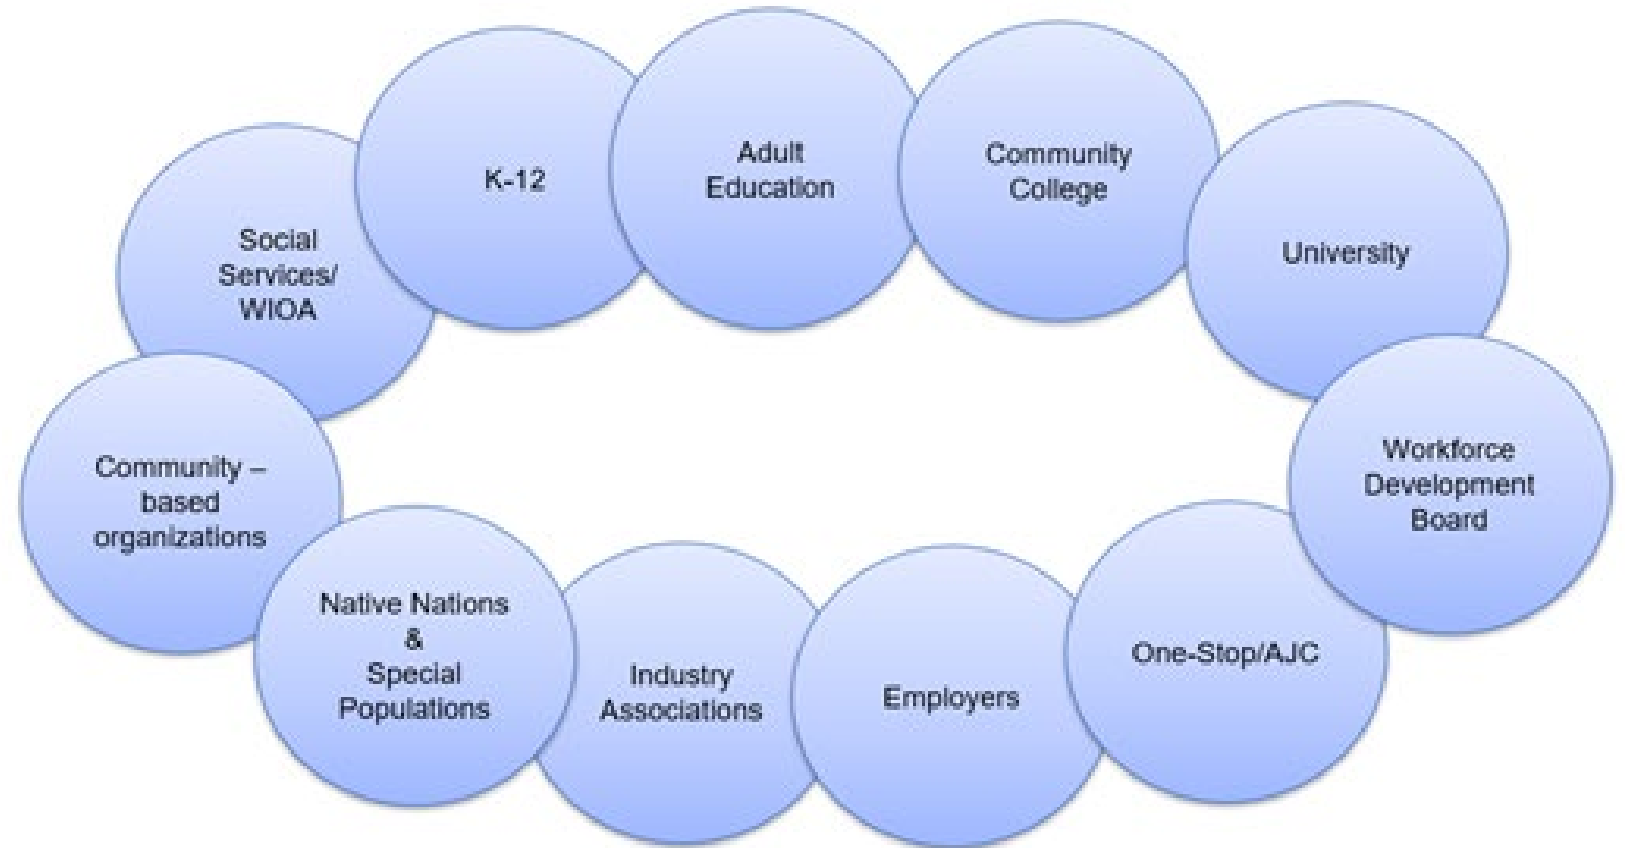 K-12
Adult
Education
Community
College
University
Workforce
Development
Board
One-Stop/AJC
Employers
Industry
Associations
Native Nations
&
Special
Populations
Community –
based
organizations
Social
Services/
WIOA